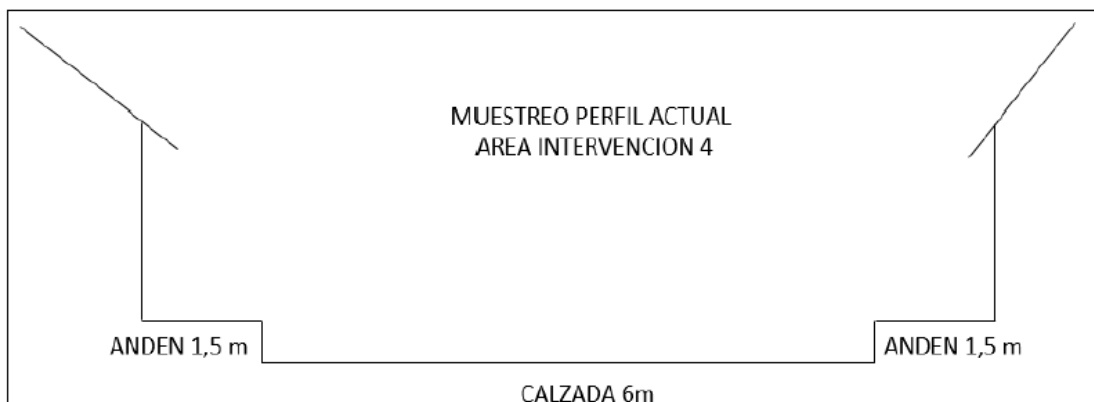 MUESTREO PERFIL ACTUAL
AREA INTERVENCION 4
ANDEN 1,5 m
ANDEN 1,5 m
CALZADA 6m